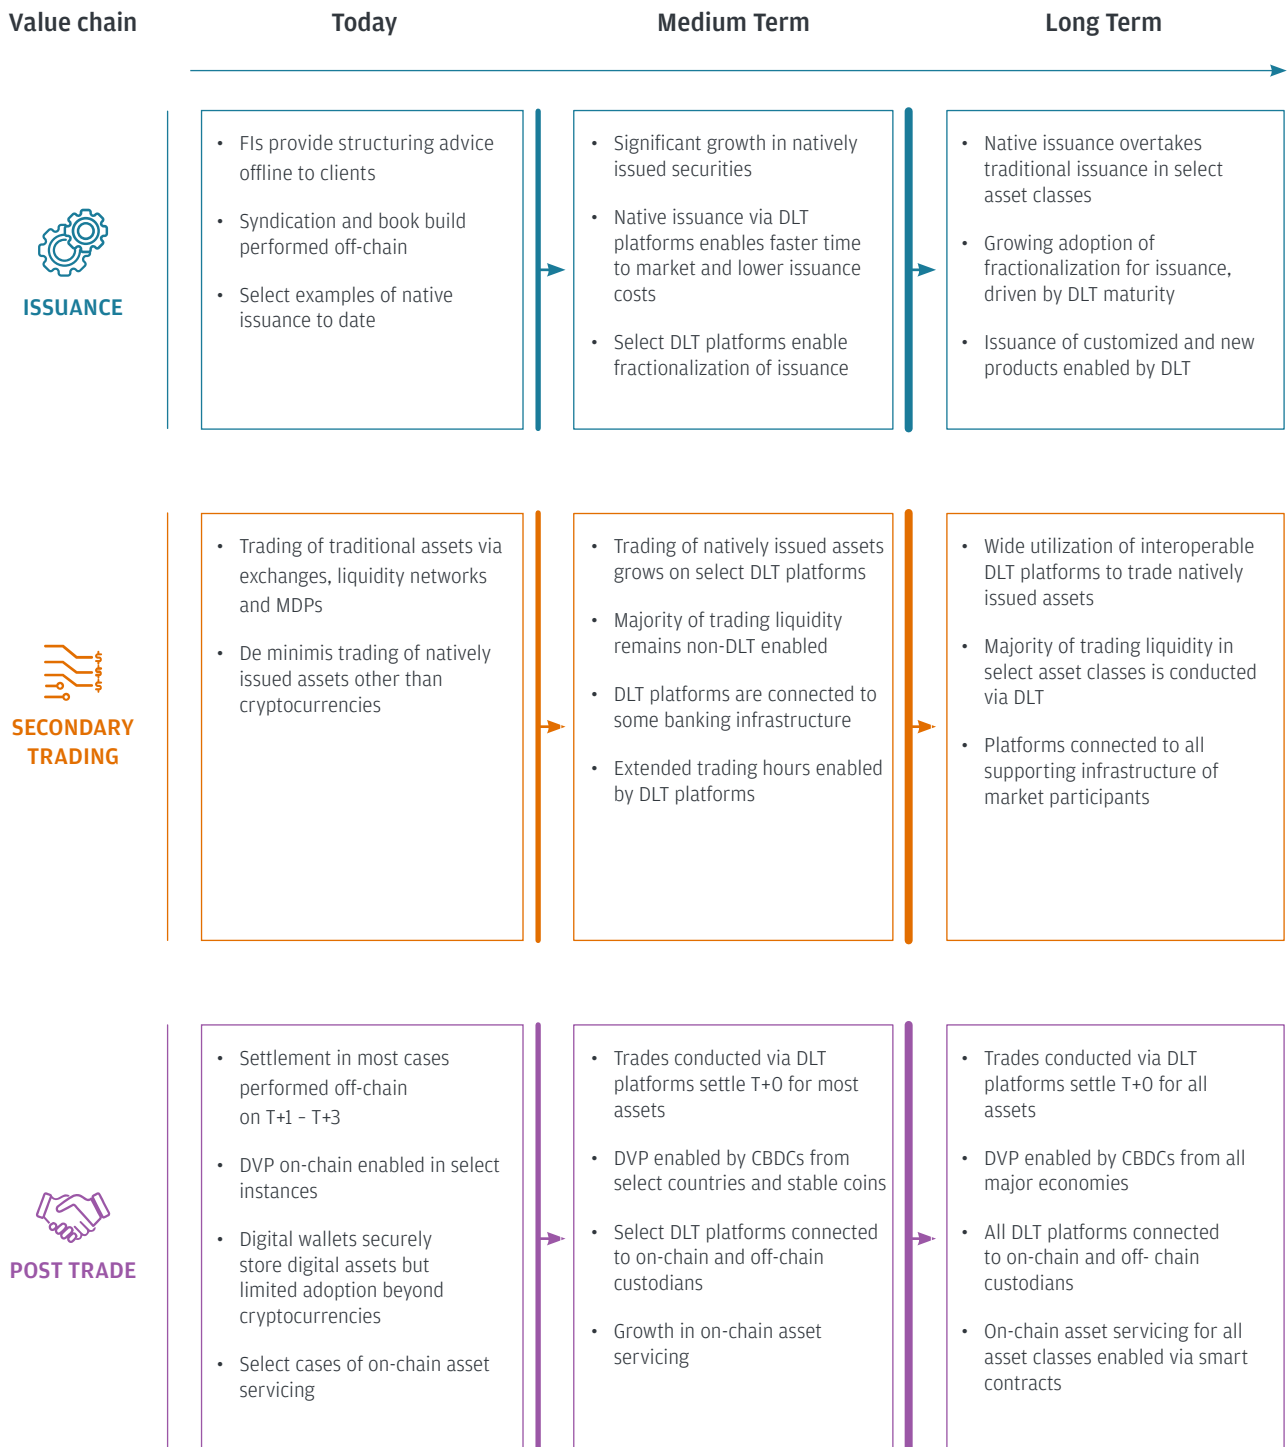 Value chain
Today
Medium Term
Long Term
ISSUANCE
• FIs provide structuring advice
offline to clients
• Syndication and book build
performed off-chain
• Select examples of native
issuance to date
• Significant growth in natively
issued securities
• Native issuance via DLT
platforms enables faster time
to market and lower issuance
costs
• Select DLT platforms enable
fractionalization of issuance
• Native issuance overtakes
traditional issuance in select
asset classes
• Growing adoption of
fractionalization for issuance,
driven by DLT maturity
• Issuance of customized and new
products enabled by DLT
$
$
$
SECONDARY
TRADING
• Trading of traditional assets via
exchanges, liquidity networks
and MDPs
• De minimis trading of natively
issued assets other than
cryptocurrencies
• Trading of natively issued assets
grows on select DLT platforms
• Majority of trading liquidity
remains non-DLT enabled
• DLT platforms are connected to
some banking infrastructure
• Extended trading hours enabled
by DLT platforms
• Wide utilization of interoperable
DLT platforms to trade natively
issued assets
• Majority of trading liquidity in
select asset classes is conducted
via DLT
• Platforms connected to all
supporting infrastructure of
market participants
POST TRADE
• Settlement in most cases
performed off-chain
on T+1 – T+3
• DVP on-chain enabled in select
instances
• Digital wallets securely
store digital assets but
limited adoption beyond
cryptocurrencies
• Select cases of on-chain asset
servicing
• Trades conducted via DLT
platforms settle T+0 for most
assets
• DVP enabled by CBDCs from
select countries and stable coins
• Select DLT platforms connected
to on-chain and off-chain
custodians
• Growth in on-chain asset
servicing
• Trades conducted via DLT
platforms settle T+0 for all
assets
• DVP enabled by CBDCs from all
major economies
• All DLT platforms connected
to on-chain and off- chain
custodians
• On-chain asset servicing for all
asset classes enabled via smart
contracts